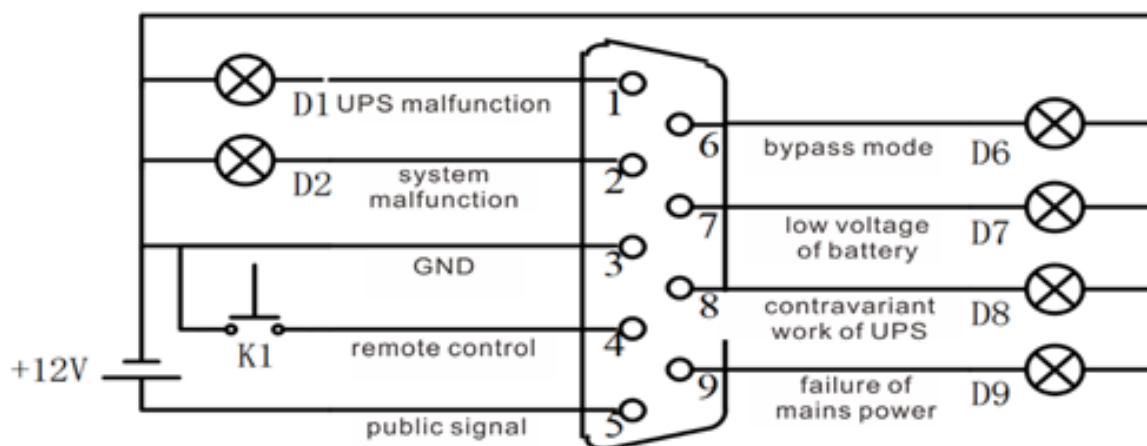 D1 UPS malfunction
1
D2 system
malfunction
2
GND
3
K1
remote control
4
+12V
public signal
5
6
bypass mode
D6
7
low voltage
of battery
D7
8
contravariant
work of UPS
D8
9
failure of
mains power
D9